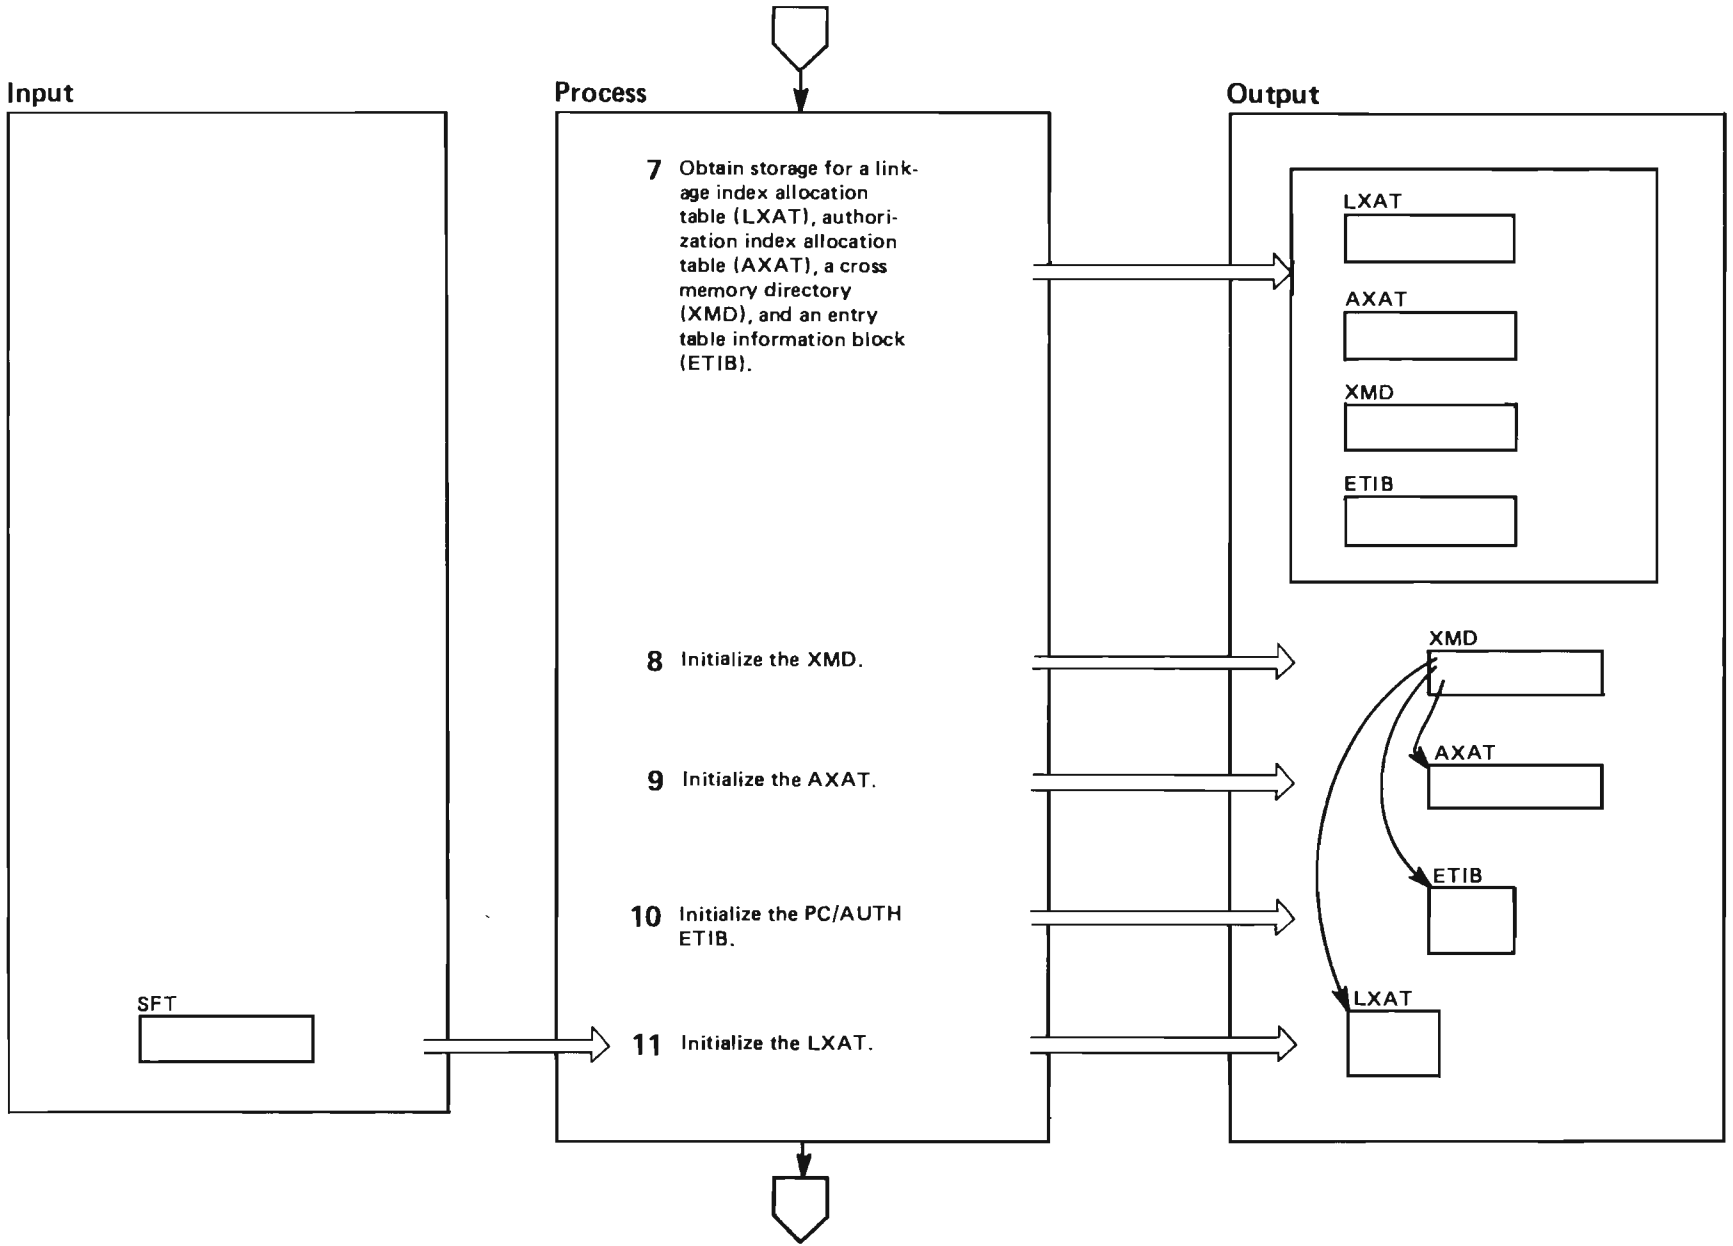 Input
Process
Output
7 Obtain storage for a link-
age index allocation
table (LXAT), authori-
zation index allocation
table (AXAT), a cross
memory directory
(XMD), and an entry
table information block
(ETIB).
LXAT
AXAT
XMD
ETIB
8 Initialize the XMD.
XMD
9 Initialize the AXAT.
AXAT
10 Initialize the PC/AUTH
ETIB.
ETIB
SFT
11 Initialize the LXAT.
LXAT